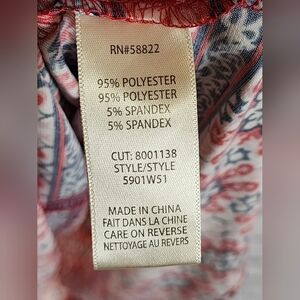 RN#58822
95% POLYESTER
95% POLYESTER
5% SPANDEX
5% SPANDEX
CUT: 8001138
STYLE/STYLE
5901W51
MADE IN CHINA
FAIT DANS LA CHINE
CARE ON REVERSE
NETTOYAGE AU REVERS